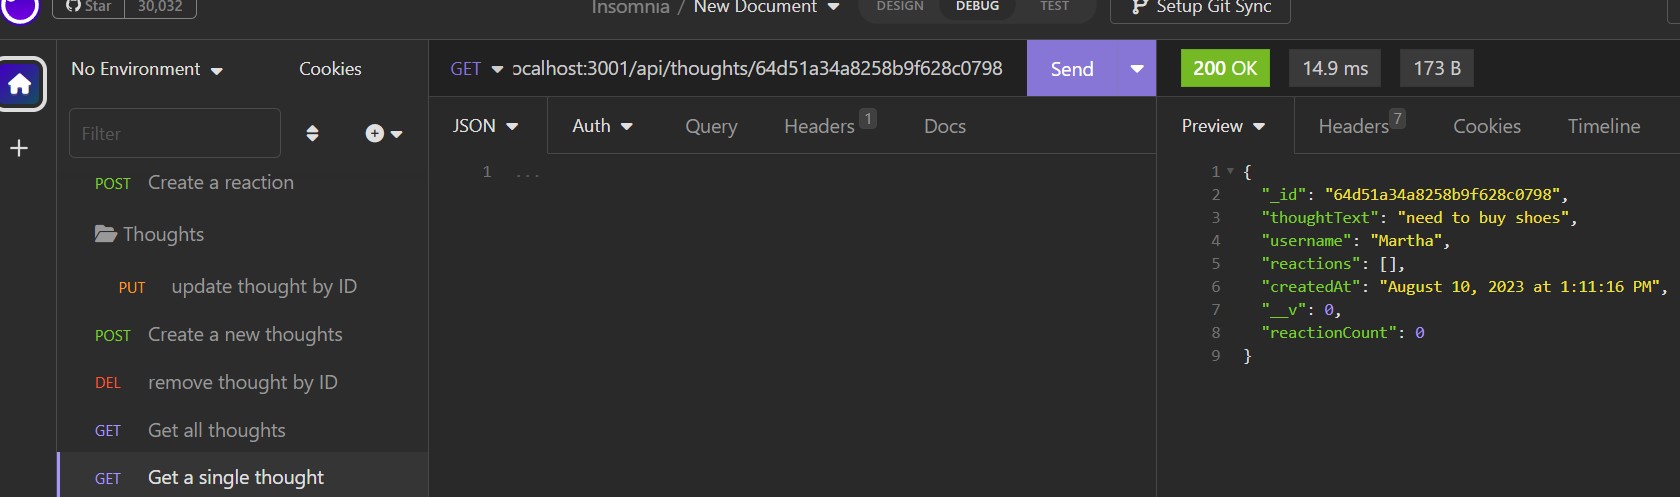 Star 30,032
Insomnia / New Document
DESIGN DEBUG TEST
Setup Git Sync
No Environment Cookies
GET ocalhost:3001/api/thoughts/64d51a34a8258b9f628c0798 Send
200 OK 14.9 ms 173 B
Filter
JSON Auth Query Headers 1 Docs
Preview Headers 7 Cookies Timeline
POST Create a reaction
Thoughts
PUT update thought by ID
POST Create a new thoughts
DEL remove thought by ID
GET Get all thoughts
GET Get a single thought
1 ...
1 {
2 "_id": "64d51a34a8258b9f628c0798",
3 "thoughtText": "need to buy shoes",
4 "username": "Martha",
5 "reactions": [],
6 "createdAt": "August 10, 2023 at 1:11:16 PM",
7 "__v": 0,
8 "reactionCount": 0
9 }